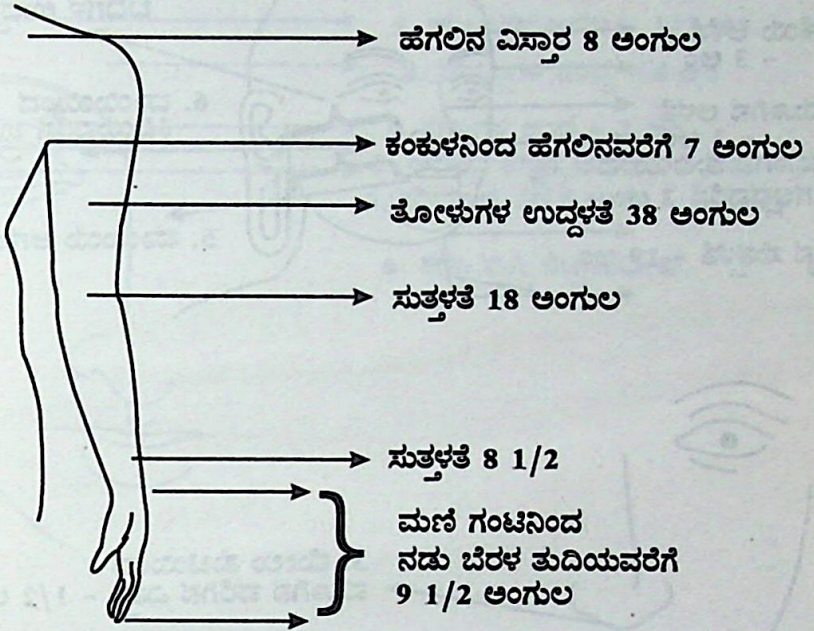 ಹೆಗಲಿನ ವಿಸ್ತಾರ 8 ಅಂಗುಲ
ಕಂಕುಳನಿಂದ ಹೆಗಲಿನವರೆಗೆ 7 ಅಂಗುಲ
ತೋಳುಗಳ ಉದ್ದಳತೆ 38 ಅಂಗುಲ
ಸುತ್ತಳತೆ 18 ಅಂಗುಲ
ಸುತ್ತಳತೆ 8 1/2
ಮಣಿ ಗಂಟಿನಿಂದ
ನಡು ಬೆರಳ ತುದಿಯವರೆಗೆ
9 1/2 ಅಂಗುಲ